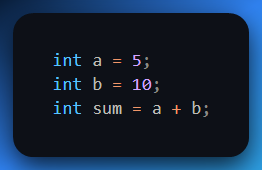 int a = 5;
int b = 10;
int sum = a + b;